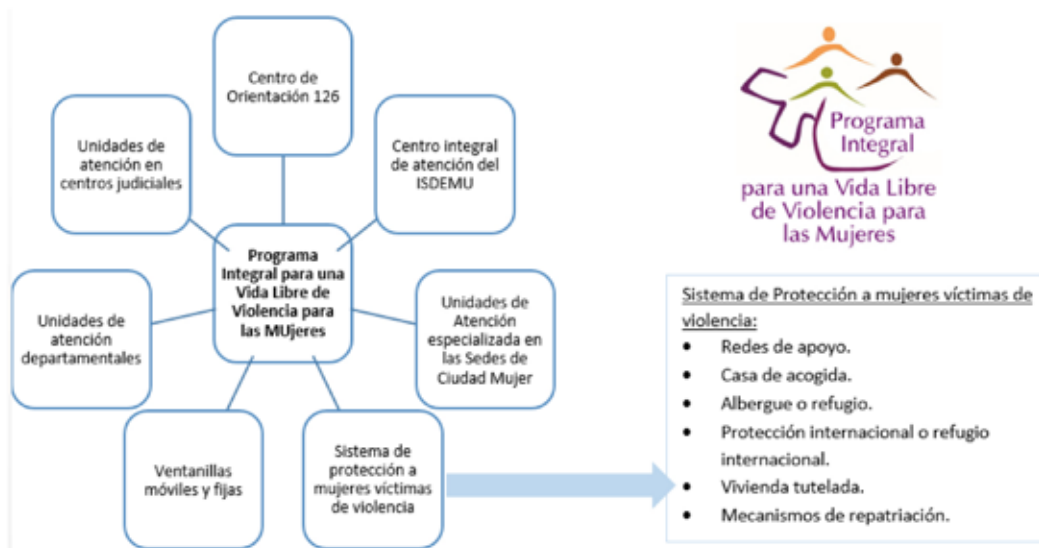 Centro de
Orientación 126
Unidades de
atención en
centros judiciales
Centro integral
de atención del
ISDEMU
Programa
Integral para una
Vida Libre de
Violencia para
las MUjeres
Unidades de
atención
departamentales
Unidades de
Atención
especializada en
las Sedes de
Ciudad Mujer
Ventanillas
móviles y fijas
Sistema de
protección a
mujeres víctimas
de violencia
Programa
Integral
para una Vida Libre
de Violencia para
las Mujeres
Sistema de Protección a mujeres víctimas de
violencia:
• Redes de apoyo.
• Casa de acogida.
• Albergue o refugio.
• Protección internacional o refugio
internacional.
• Vivienda tutelada.
• Mecanismos de repatriación.